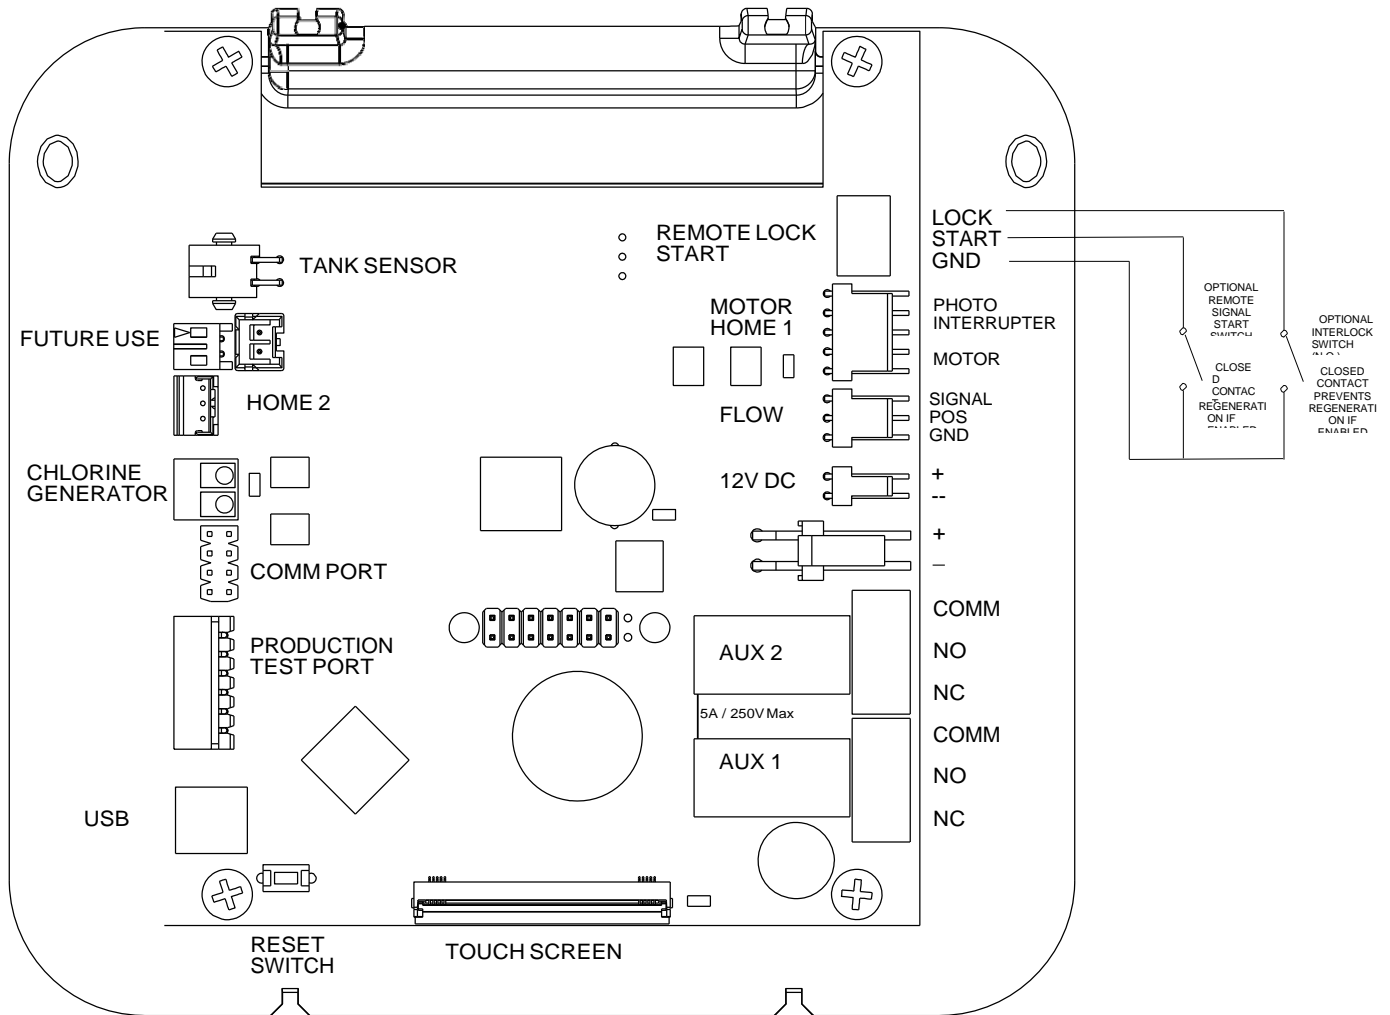 REMOTE LOCK
START
TANK SENSOR
FUTURE USE
HOME 2
CHLORINE
GENERATOR
COMM PORT
PRODUCTION
TEST PORT
USB
RESET
SWITCH
TOUCH SCREEN
MOTOR
HOME 1
FLOW
12V DC
AUX 2
5A / 250V Max
AUX 1
LOCK
START
GND
PHOTO
INTERRUPTER
MOTOR
SIGNAL
POS
GND
+
--
+
–
COMM
NO
NC
COMM
NO
NC
OPTIONAL
REMOTE
SIGNAL
START
SWITCH
CLOSE
D
CONTAC
REGENERATI
ON IF
ENABLED
OPTIONAL
INTERLOCK
SWITCH
(N.O.)
CLOSED
CONTACT
PREVENTS
REGENERATI
ON IF
ENABLED